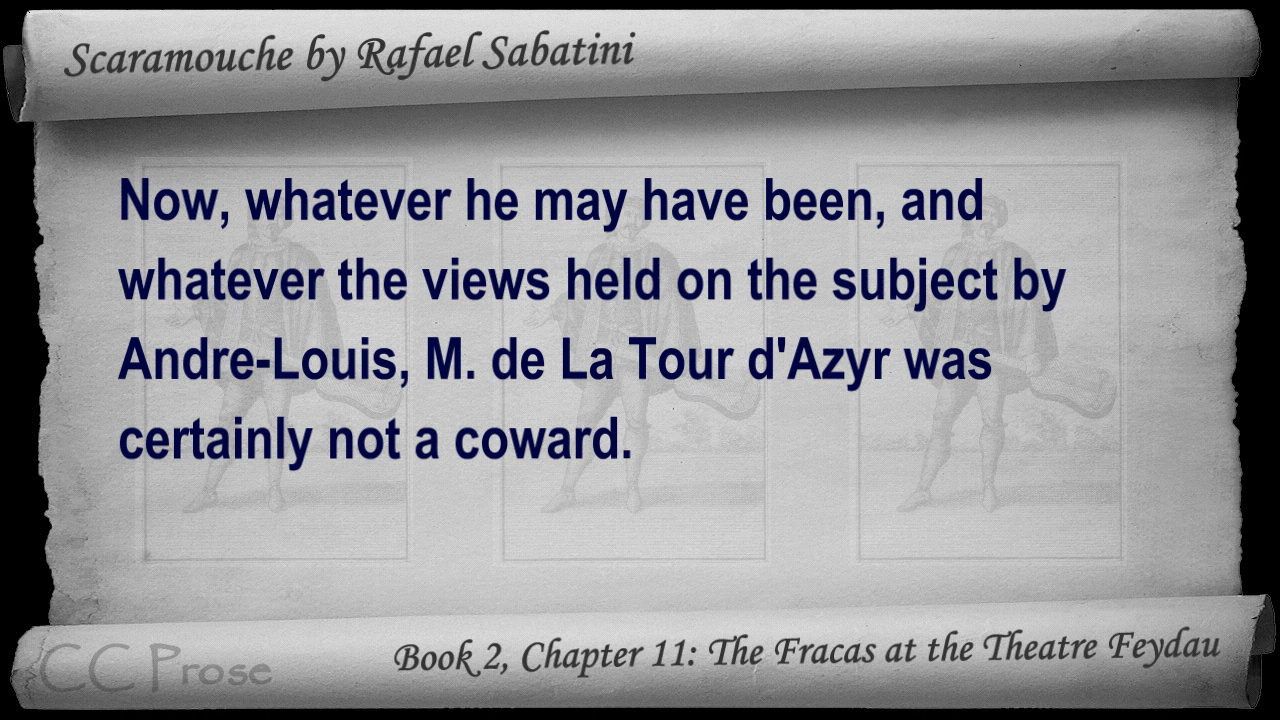 Scaramouche by Rafael Sabatini
Now, whatever he may have been, and
whatever the views held on the subject by
Andre-Louis, M. de La Tour d'Azyr was
certainly not a coward.
CC Prose
Book 2, Chapter 11: The Fracas at the Theatre Feydau